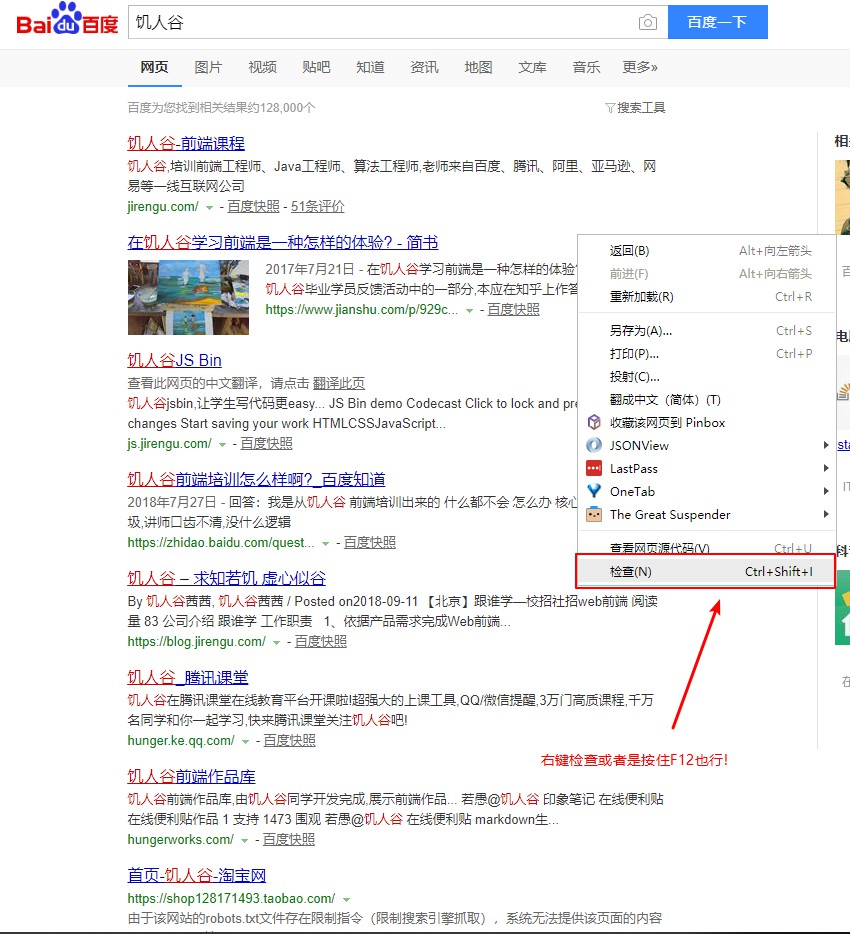 Bai du 百度
饥人谷
百度一下
网页 图片 视频 贴吧 知道 资讯 地图 文库 音乐 更多»
百度为您找到相关结果约128,000个
搜索工具
饥人谷-前端课程
饥人谷,培训前端工程师、Java工程师、算法工程师,老师来自百度、腾讯、阿里、亚马逊、网
易等一线互联网公司
jirengu.com/ - 百度快照 - 51条评价
在饥人谷学习前端是一种怎样的体验? - 简书
2017年7月21日 - 在饥人谷学习前端是一种怎样的体验?
饥人谷毕业学员反馈活动中的一部分,本应在知乎上作答
https://www.jianshu.com/p/929c... - 百度快照
饥人谷JS Bin
查看此网页的中文翻译，请点击 翻译此页
饥人谷jsbin,让学生写代码更easy... JS Bin demo Codecast Click to lock and pre
changes Start saving your work HTMLCSSJavaScript...
js.jirengu.com/ - 百度快照
饥人谷前端培训怎么样啊?_百度知道
2018年7月27日 - 回答：我是从饥人谷 前端培训出来的 什么都不会 怎么办 核心
圾,讲师口齿不清,没什么逻辑
https://zhidao.baidu.com/quest... - 百度快照
饥人谷 – 求知若饥 虚心似谷
By 饥人谷茜茜, 饥人谷茜茜 / Posted on2018-09-11 【北京】跟谁学—校招社招web前端 阅读
量 83 公司介绍 跟谁学 工作职责 1、依据产品需求完成Web前端...
https://blog.jirengu.com/ - 百度快照
饥人谷_腾讯课堂
饥人谷在腾讯课堂在线教育平台开课啦!超强大的上课工具,QQ/微信提醒,3万门高质课程,千万
名同学和你一起学习,快来腾讯课堂关注饥人谷吧!
hunger.ke.qq.com/ - 百度快照
饥人谷前端作品库
饥人谷前端作品库,由饥人谷同学开发完成,展示前端作品... 若愚@饥人谷 印象笔记 在线便利贴
在线便利贴 作品 1 支持 1473 围观 若愚@饥人谷 在线便利贴 markdown生...
hungerworks.com/ - 百度快照
首页-饥人谷-淘宝网
https://shop128171493.taobao.com/
由于该网站的robots.txt文件存在限制指令（限制搜索引擎抓取），系统无法提供该页面的内容
返回(B) Alt+向左箭头
前进(F) Alt+向右箭头
重新加载(R) Ctrl+R
另存为(A)... Ctrl+S
打印(P)... Ctrl+P
投射(C)...
翻成中文（简体）(T)
收藏该网页到 Pinbox
JSONView
LastPass
OneTab
The Great Suspender
查看网页源代码(V) Ctrl+U
检查(N) Ctrl+Shift+I
右键检查或者是按住F12也行!
相
百
电
sta
IT
科
在